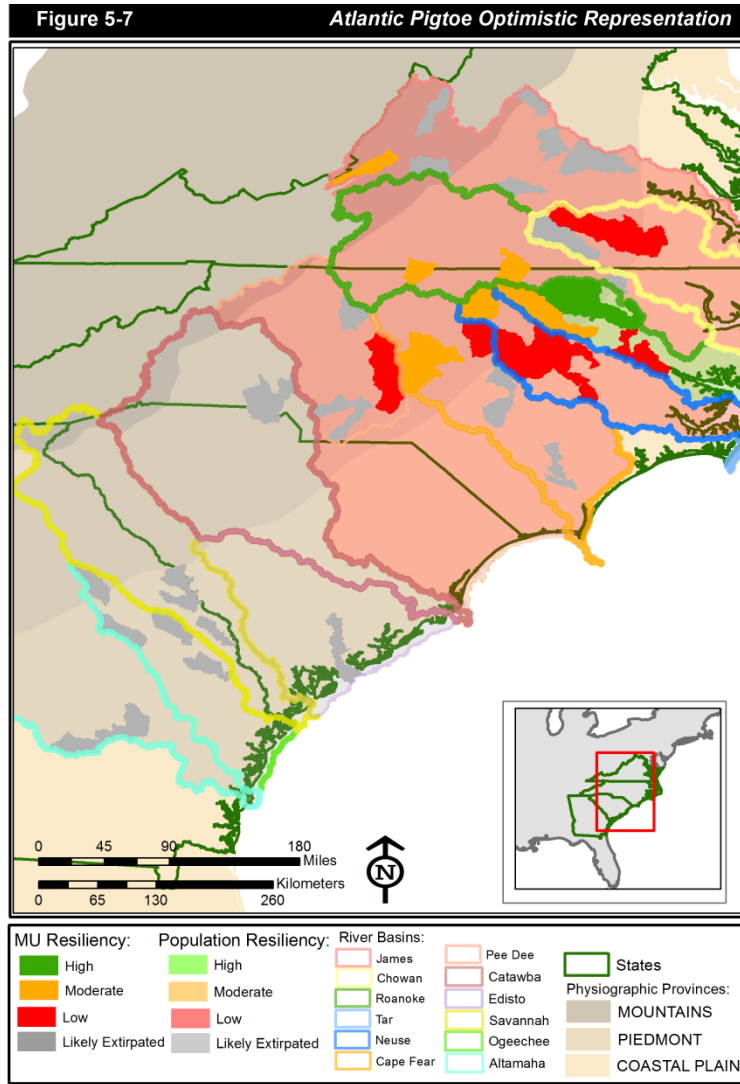 Figure 5-7 Atlantic Pigtoe Optimistic Representation
0 45 90 180
Miles
Kilometers
0 65 130 260
N
MU Resiliency:
High
Moderate
Low
Likely Extirpated
Population Resiliency:
High
Moderate
Low
Likely Extirpated
River Basins:
James
Chowan
Roanoke
Tar
Neuse
Cape Fear
Pee Dee
Catawba
Edisto
Savannah
Ogeechee
Altamaha
States
Physiographic Provinces:
MOUNTAINS
PIEDMONT
COASTAL PLAIN